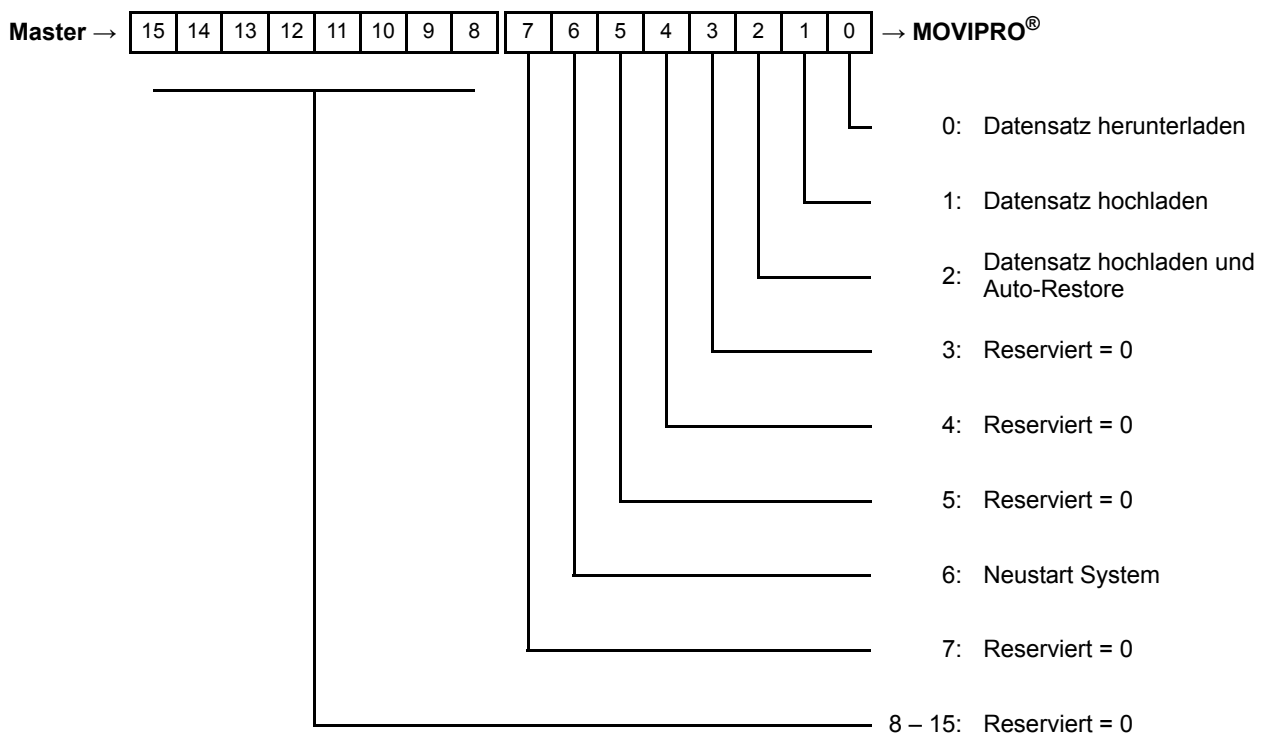 Master → 15 14 13 12 11 10 9 8 7 6 5 4 3 2 1 0 → MOVIPRO®
0: Datensatz herunterladen
1: Datensatz hochladen
2: Datensatz hochladen und
Auto-Restore
3: Reserviert = 0
4: Reserviert = 0
5: Reserviert = 0
6: Neustart System
7: Reserviert = 0
8 – 15: Reserviert = 0